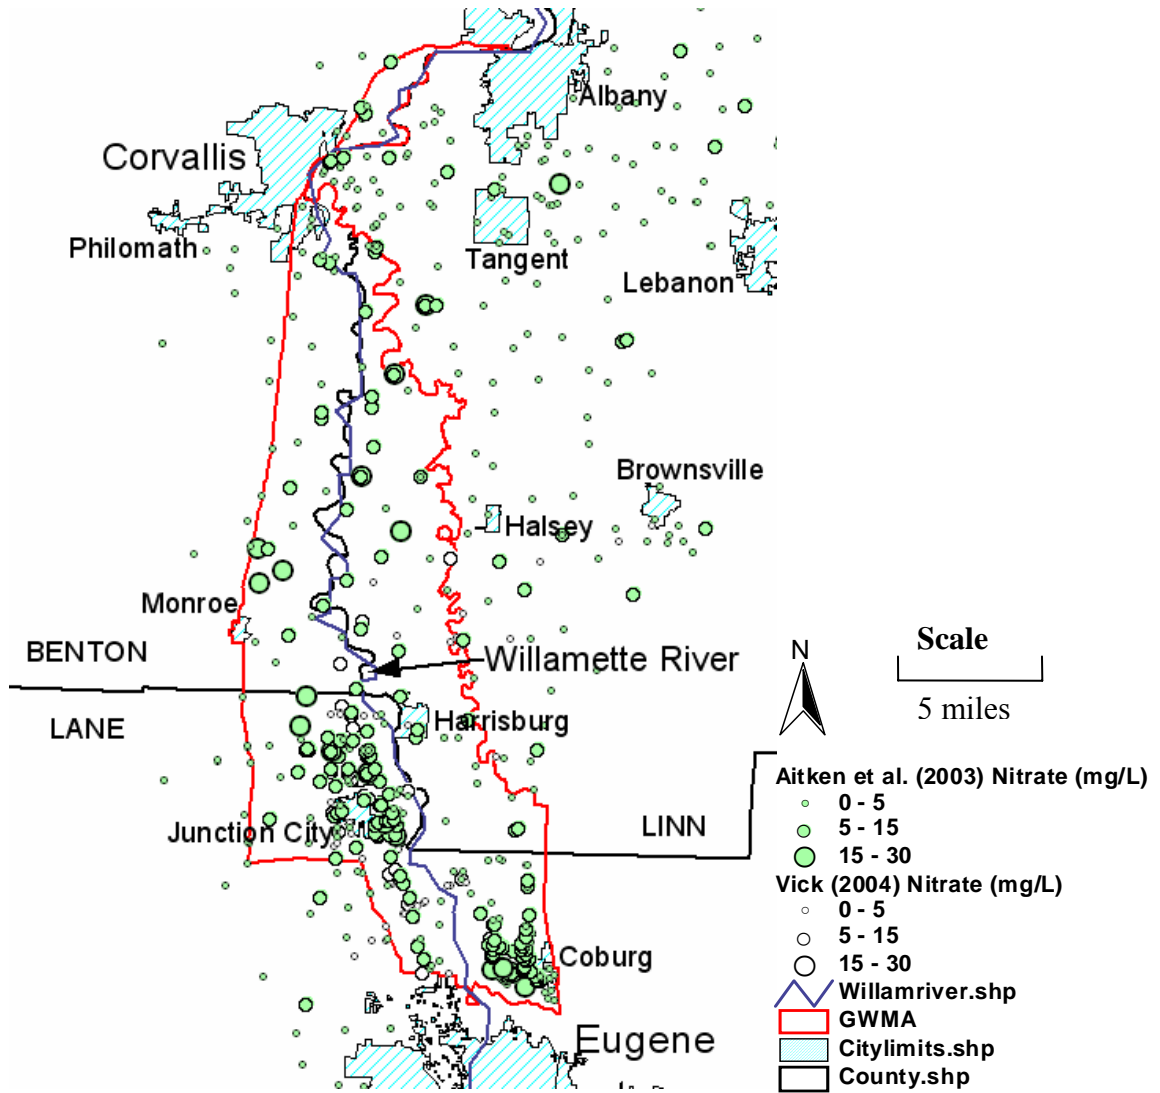 Albany
Corvallis
Philomath
Tangent
Lebanon
Brownsville
Halsey
Monroe
BENTON
Willamette River
LANE
Harrisburg
Junction City
LINN
Coburg
Eugene
N
Scale
5 miles
Aitken et al. (2003) Nitrate (mg/L)
0 - 5
5 - 15
15 - 30
Vick (2004) Nitrate (mg/L)
0 - 5
5 - 15
15 - 30
Willamriver.shp
GWMA
Citylimits.shp
County.shp